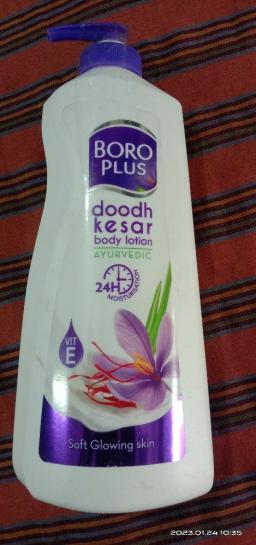 BORO
PLUS
doodh
kesar
body lotion
AYURVEDIC
24H
MOISTURISATION
VIT
E
Soft Glowing skin
2023.01.24 10:35